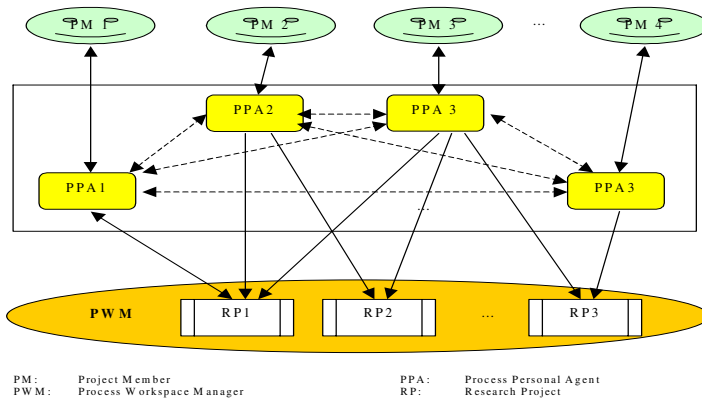 PM 1 PM 2 PM 3 ... PM 4
PPA2 PPA 3
PPA1 PPA3
...
PWM RP1 RP2 ... RP3
PM: Project Member PPA: Process Personal Agent
PWM: Process Workspace Manager RP: Research Project